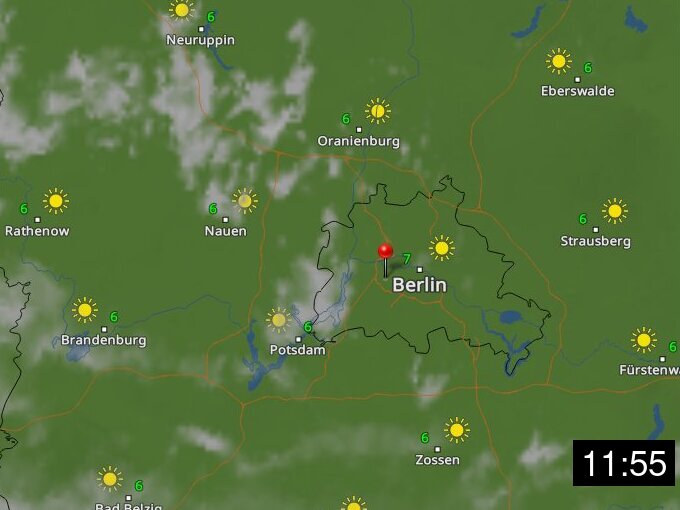 6
Neuruppin
6
Eberswalde
6
Oranienburg
6
Rathenow
6
Nauen
6
Strausberg
7
Berlin
6
Brandenburg
6
Potsdam
6
Fürstenwa
6
Zossen
11:55
6
Bad Belzig